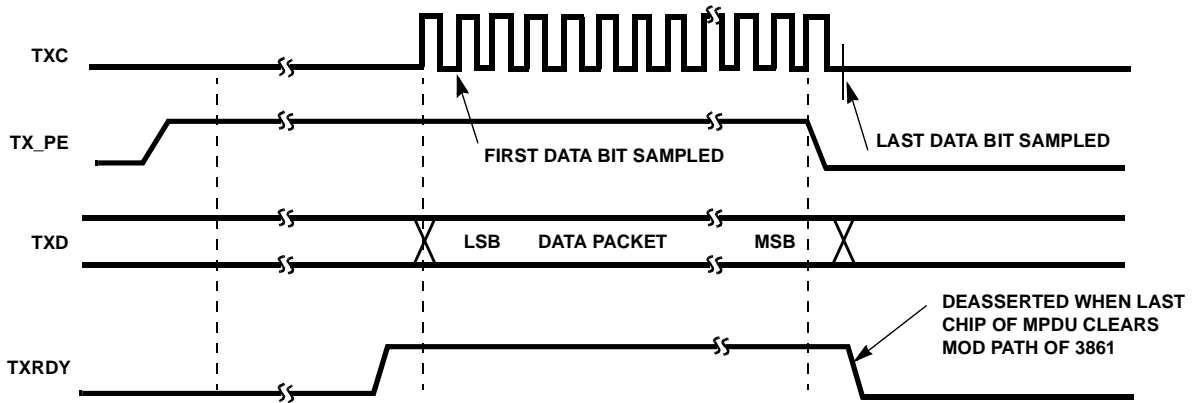 TXC
FIRST DATA BIT SAMPLED
LAST DATA BIT SAMPLED
TX_PE
TXD
LSB DATA PACKET MSB
DEASSERTED WHEN LAST
CHIP OF MPDU CLEARS
MOD PATH OF 3861
TXRDY